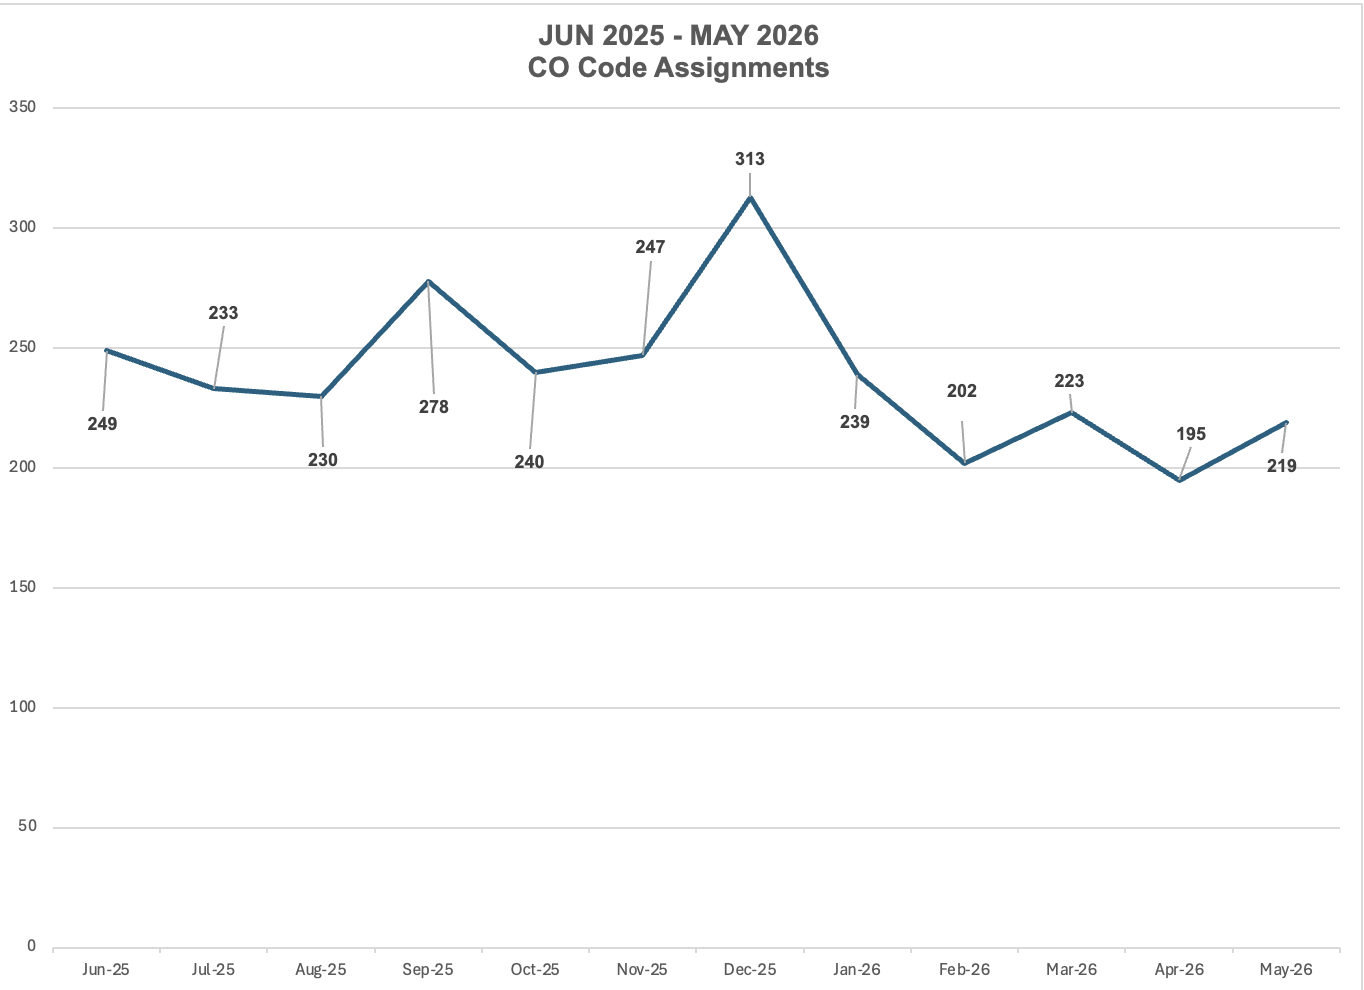 JUN 2025 - MAY 2026
CO Code Assignments
350
300
250
200
150
100
50
0
249
233
230
278
240
247
313
239
202
223
195
219
Jun-25
Jul-25
Aug-25
Sep-25
Oct-25
Nov-25
Dec-25
Jan-26
Feb-26
Mar-26
Apr-26
May-26